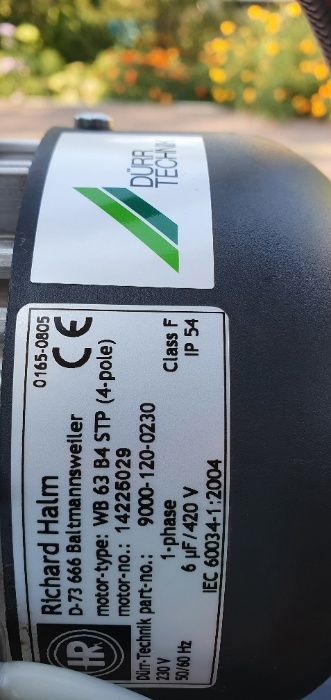 DÜRR
TECHNIK
0165-0805
CE
HR
Richard Halm
D-73 666 Baltmannsweiler
motor-type: WB 63 B4 STP (4-pole)
motor-no.: 14225029
Dürr-Technik part-no.: 9000-120-0230
230 V 1-phase Class F
50/60 Hz 6 µF/420 V IP 54
IEC 60034-1:2004